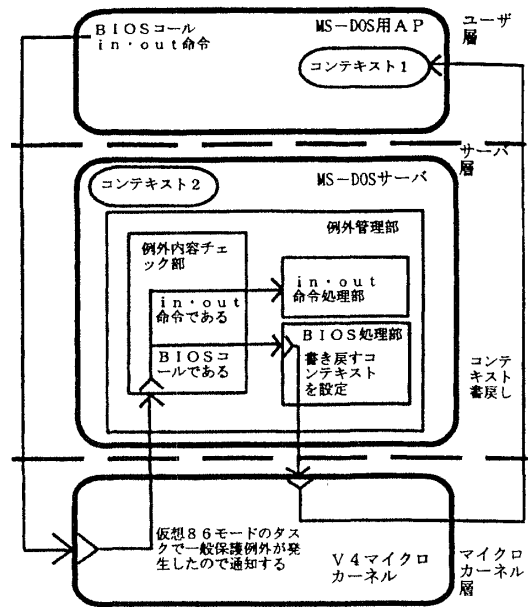 BIOSコール
in・out命令
MS−DOS用AP
コンテキスト1
ユーザ
層
サーバ
層
コンテキスト2
MS−DOSサーバ
例外管理部
例外内容チェ
ック部
in・out
命令である
BIOSコ
ールである
in・out
命令処理部
BIOS処理部
書き戻すコ
ンテキスト
を設定
コンテ
キスト
書戻し
仮想86モードのタス
クで一般保護例外が発
生したので通知する
V4マイクロ
カーネル
マイクロ
カーネル
層